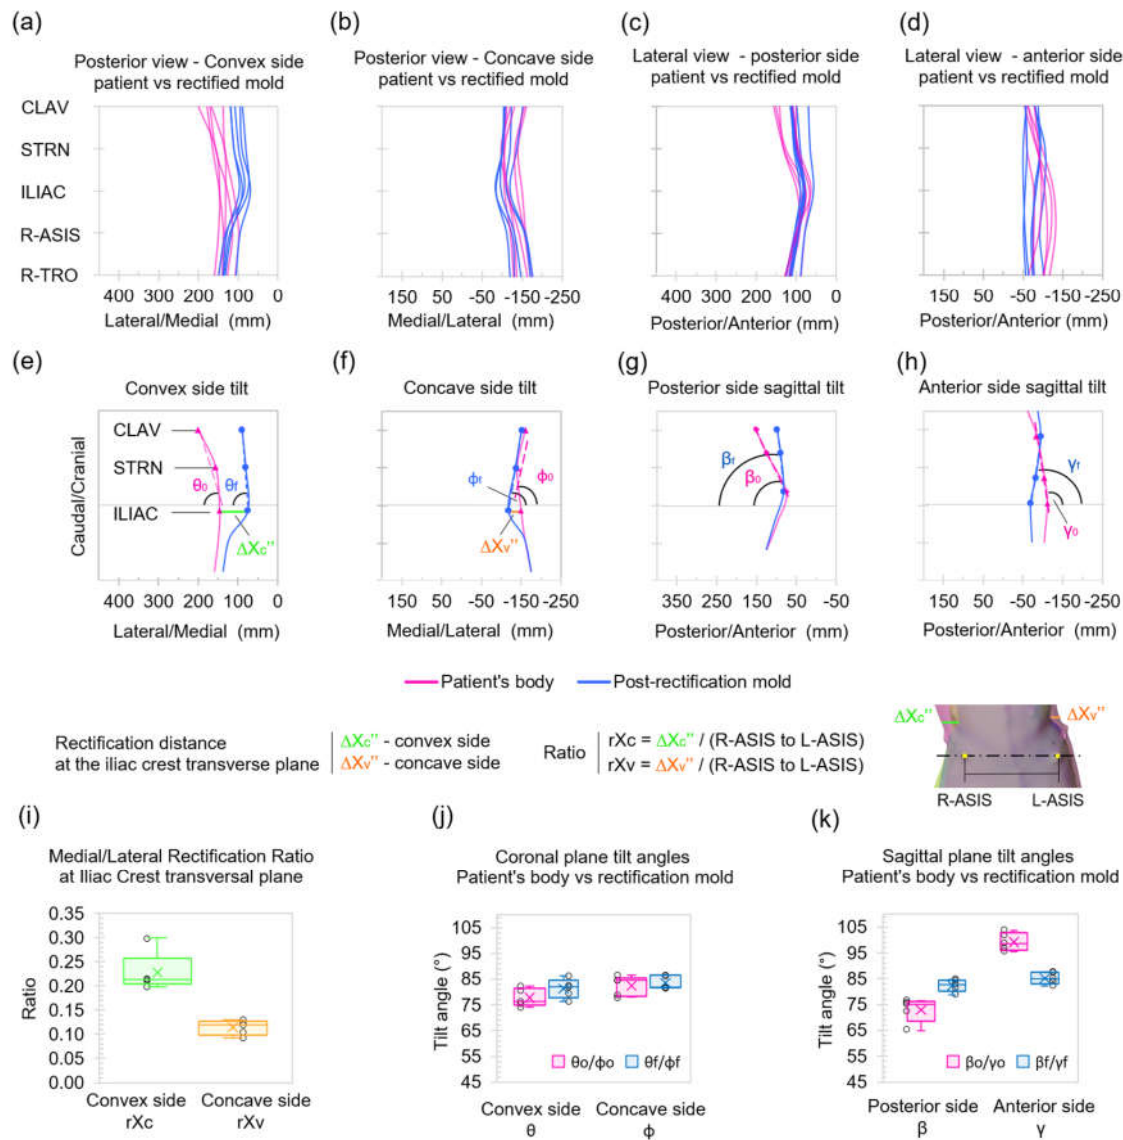 (a)
Posterior view - Convex side
patient vs rectified mold
(b)
Posterior view - Concave side
patient vs rectified mold
(c)
Lateral view - posterior side
patient vs rectified mold
(d)
Lateral view - anterior side
patient vs rectified mold
CLAV
STRN
ILIAC
R-ASIS
R-TRO
400 300 200 100 0
Lateral/Medial (mm)
150 50 -50 -150 -250
Medial/Lateral (mm)
400 300 200 100 0
Posterior/Anterior (mm)
150 50 -50 -150 -250
Posterior/Anterior (mm)
(e)
Convex side tilt
(f)
Concave side tilt
(g)
Posterior side sagittal tilt
(h)
Anterior side sagittal tilt
Caudal/Cranial
CLAV
STRN
ILIAC
θo θf
ΔXc''
ϕf ϕo
ΔXv''
βf
βo
γf
γo
400 300 200 100 0
Lateral/Medial (mm)
150 50 -50 -150 -250
Medial/Lateral (mm)
350 250 150 50 -50
Posterior/Anterior (mm)
150 50 -50 -150 -250
Posterior/Anterior (mm)
Patient's body Post-rectification mold
Rectification distance
at the iliac crest transverse plane
ΔXc'' - convex side
ΔXv'' - concave side
Ratio
rXc = ΔXc'' / (R-ASIS to L-ASIS)
rXv = ΔXv'' / (R-ASIS to L-ASIS)
ΔXc'' ΔXv''
R-ASIS L-ASIS
(i)
Medial/Lateral Rectification Ratio
at Iliac Crest transversal plane
Ratio
0.35
0.30
0.25
0.20
0.15
0.10
0.05
0.00
Convex side Concave side
rXc rXv
(j)
Coronal plane tilt angles
Patient's body vs rectification mold
Tilt angle (°)
105
95
85
75
65
55
45
θo/ϕo θf/ϕf
Convex side Concave side
θ ϕ
(k)
Sagittal plane tilt angles
Patient's body vs rectification mold
Tilt angle (°)
105
95
85
75
65
55
45
βo/γo βf/γf
Posterior side Anterior side
β γ